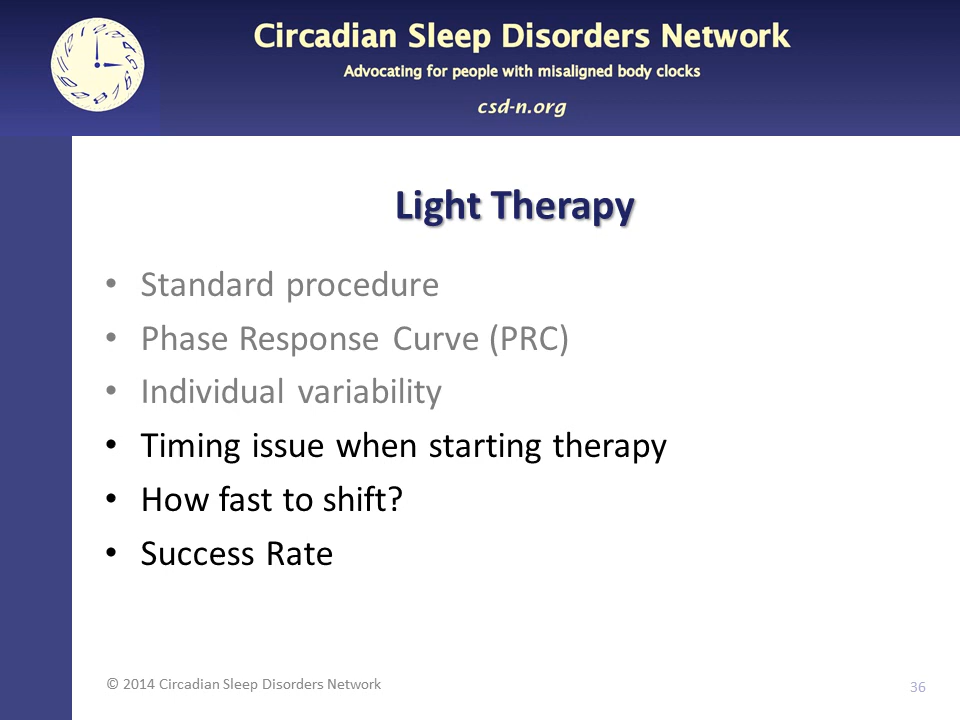 Circadian Sleep Disorders Network
Advocating for people with misaligned body clocks
csd-n.org
Light Therapy
• Standard procedure
• Phase Response Curve (PRC)
• Individual variability
• Timing issue when starting therapy
• How fast to shift?
• Success Rate
© 2014 Circadian Sleep Disorders Network
36